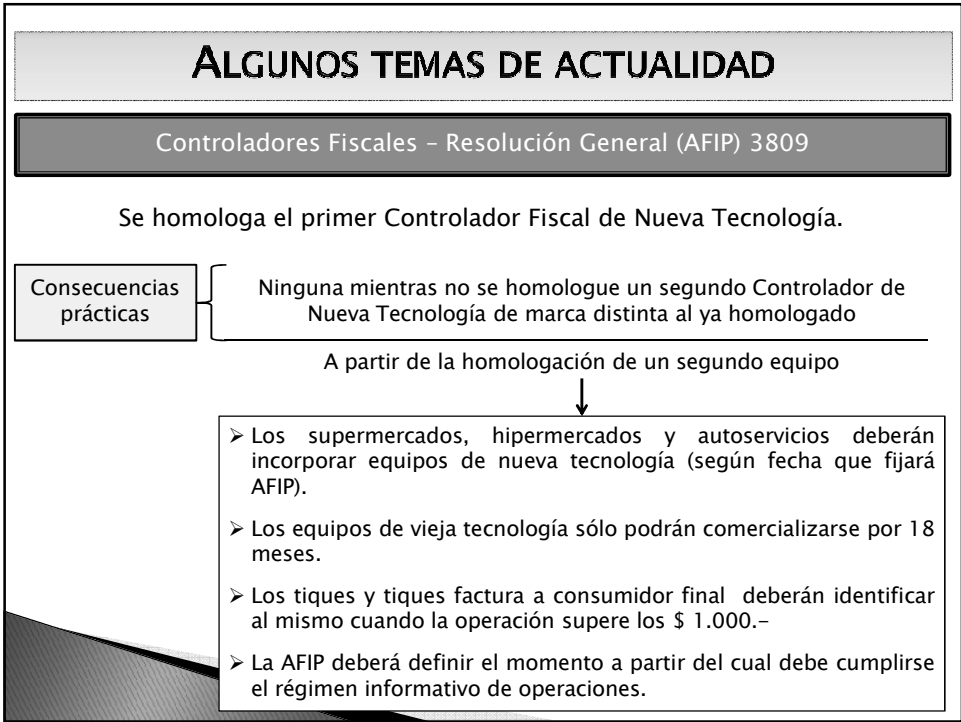 ALGUNOS TEMAS DE ACTUALIDAD
Controladores Fiscales – Resolución General (AFIP) 3809
Se homologa el primer Controlador Fiscal de Nueva Tecnología.
Consecuencias
prácticas
Ninguna mientras no se homologue un segundo Controlador de
Nueva Tecnología de marca distinta al ya homologado
A partir de la homologación de un segundo equipo
➢ Los supermercados, hipermercados y autoservicios deberán
incorporar equipos de nueva tecnología (según fecha que fijará
AFIP).
➢ Los equipos de vieja tecnología sólo podrán comercializarse por 18
meses.
➢ Los tiques y tiques factura a consumidor final deberán identificar
al mismo cuando la operación supere los $ 1.000.-
➢ La AFIP deberá definir el momento a partir del cual debe cumplirse
el régimen informativo de operaciones.